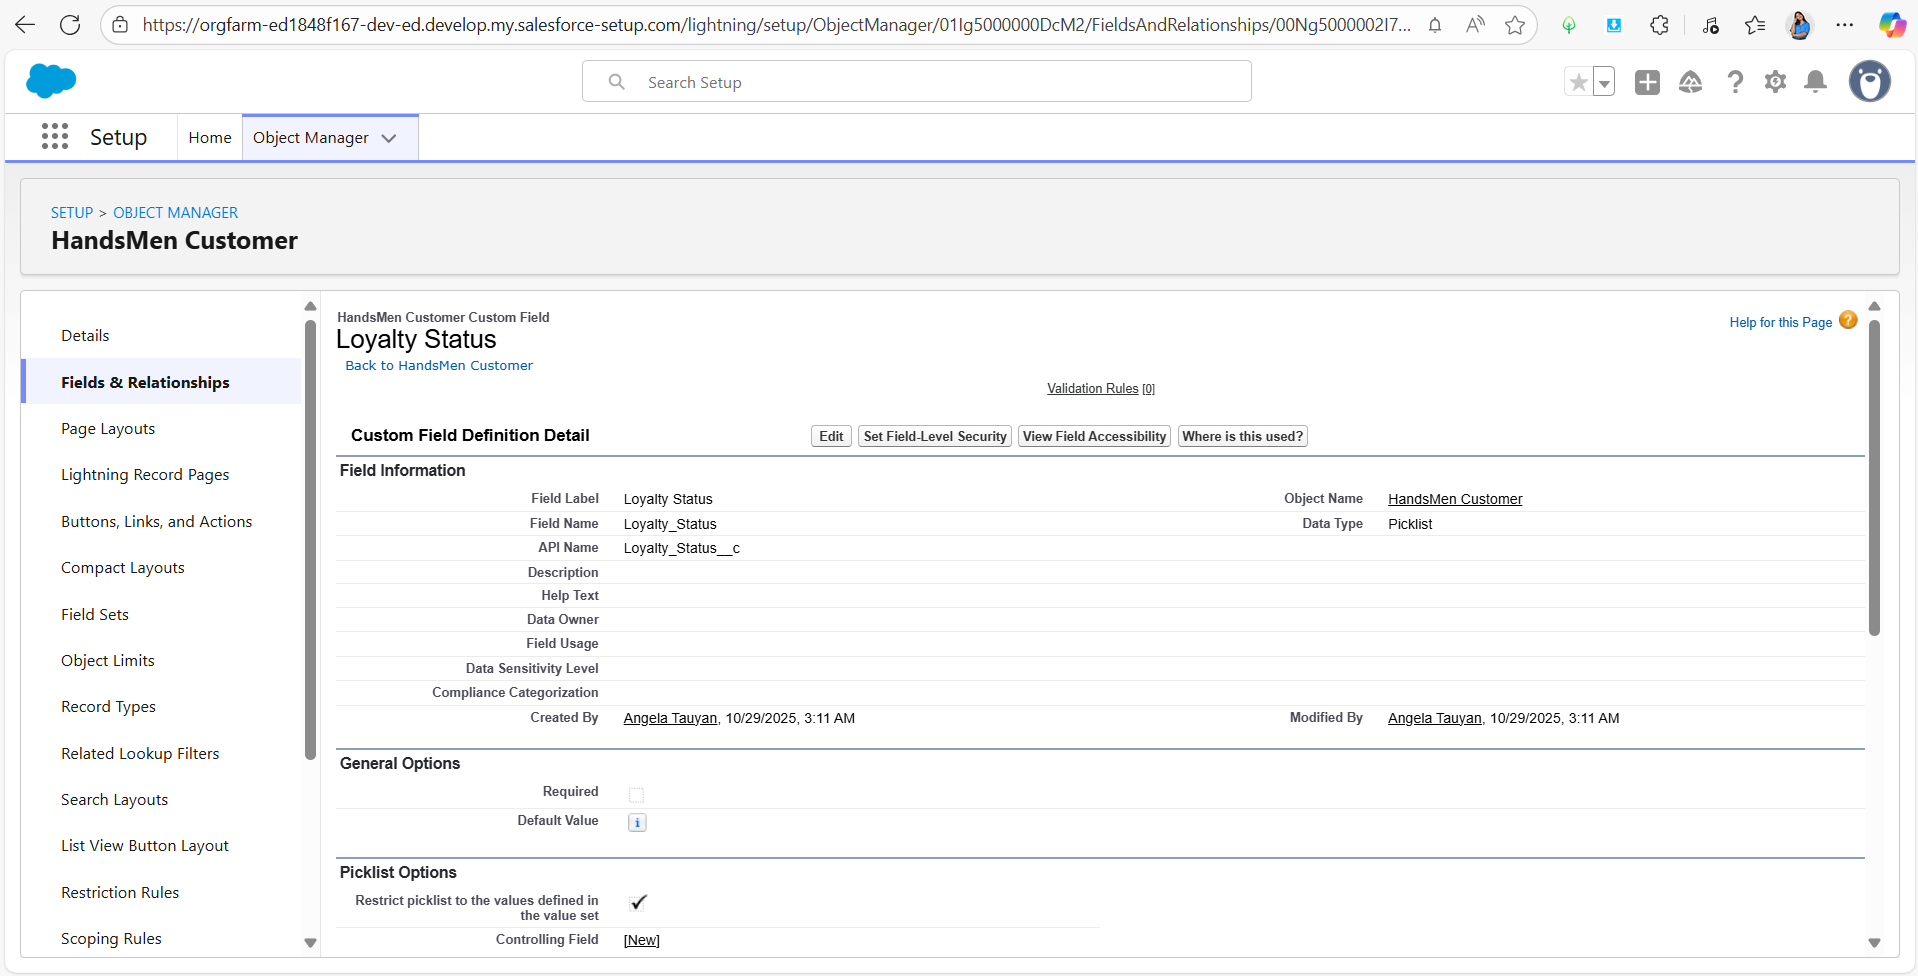 https://orgfarm-ed1848f167-dev-ed.develop.my.salesforce-setup.com/lightning/setup/ObjectManager/01Ig5000000DcM2/FieldsAndRelationships/00Ng5000002I7...
Search Setup
Setup
Home
Object Manager
SETUP > OBJECT MANAGER
HandsMen Customer
Details
Fields & Relationships
Page Layouts
Lightning Record Pages
Buttons, Links, and Actions
Compact Layouts
Field Sets
Object Limits
Record Types
Related Lookup Filters
Search Layouts
List View Button Layout
Restriction Rules
Scoping Rules
HandsMen Customer Custom Field
Loyalty Status
Back to HandsMen Customer
Help for this Page ?
Validation Rules [0]
Custom Field Definition Detail Edit Set Field-Level Security View Field Accessibility Where is this used?
Field Information
Field Label Loyalty Status Object Name HandsMen Customer
Field Name Loyalty_Status Data Type Picklist
API Name Loyalty_Status__c
Description
Help Text
Data Owner
Field Usage
Data Sensitivity Level
Compliance Categorization
Created By Angela Tauyan, 10/29/2025, 3:11 AM Modified By Angela Tauyan, 10/29/2025, 3:11 AM
General Options
Required
Default Value i
Picklist Options
Restrict picklist to the values defined in
the value set
Controlling Field [New]